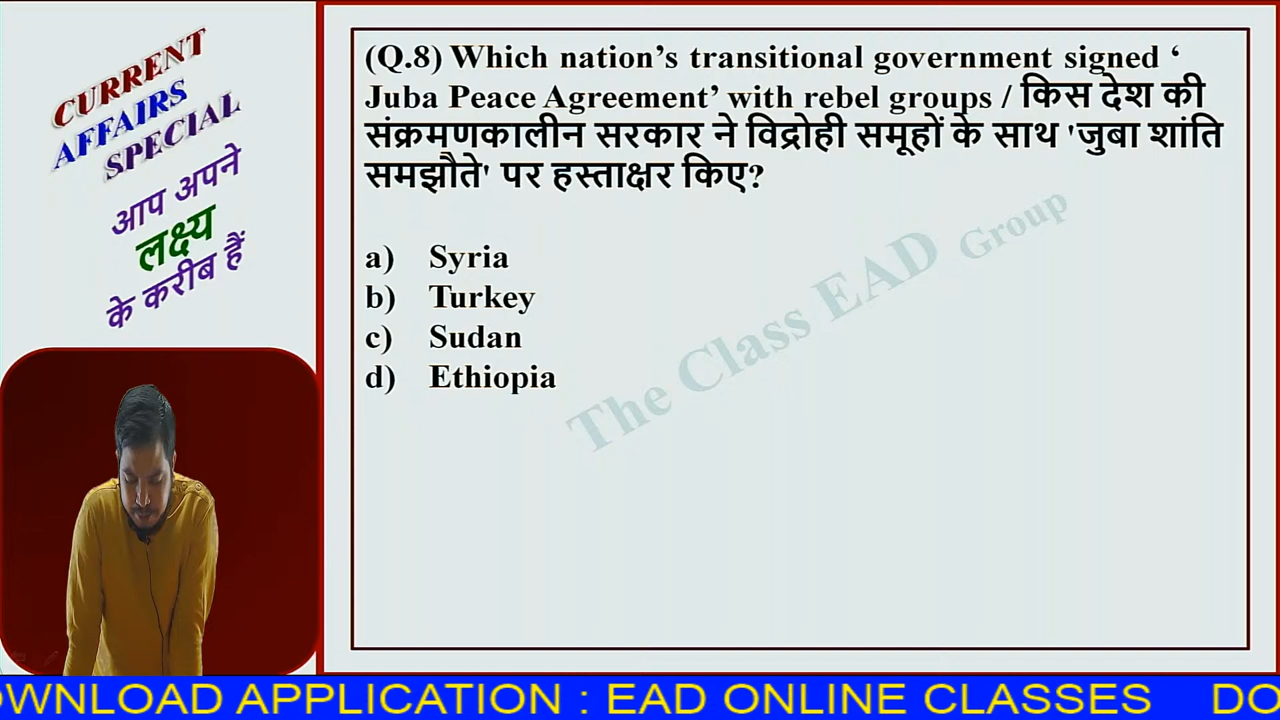 CURRENT
AFFAIRS
SPECIAL
आप अपने
लक्ष्य
के करीब हैं
(Q.8) Which nation’s transitional government signed ‘
Juba Peace Agreement’ with rebel groups / किस देश की
संक्रमणकालीन सरकार ने विद्रोही समूहों के साथ 'जुबा शांति
समझौते' पर हस्ताक्षर किए?
a) Syria
b) Turkey
c) Sudan
d) Ethiopia
The Class EAD Group
OWNLOAD APPLICATION : EAD ONLINE CLASSES DO